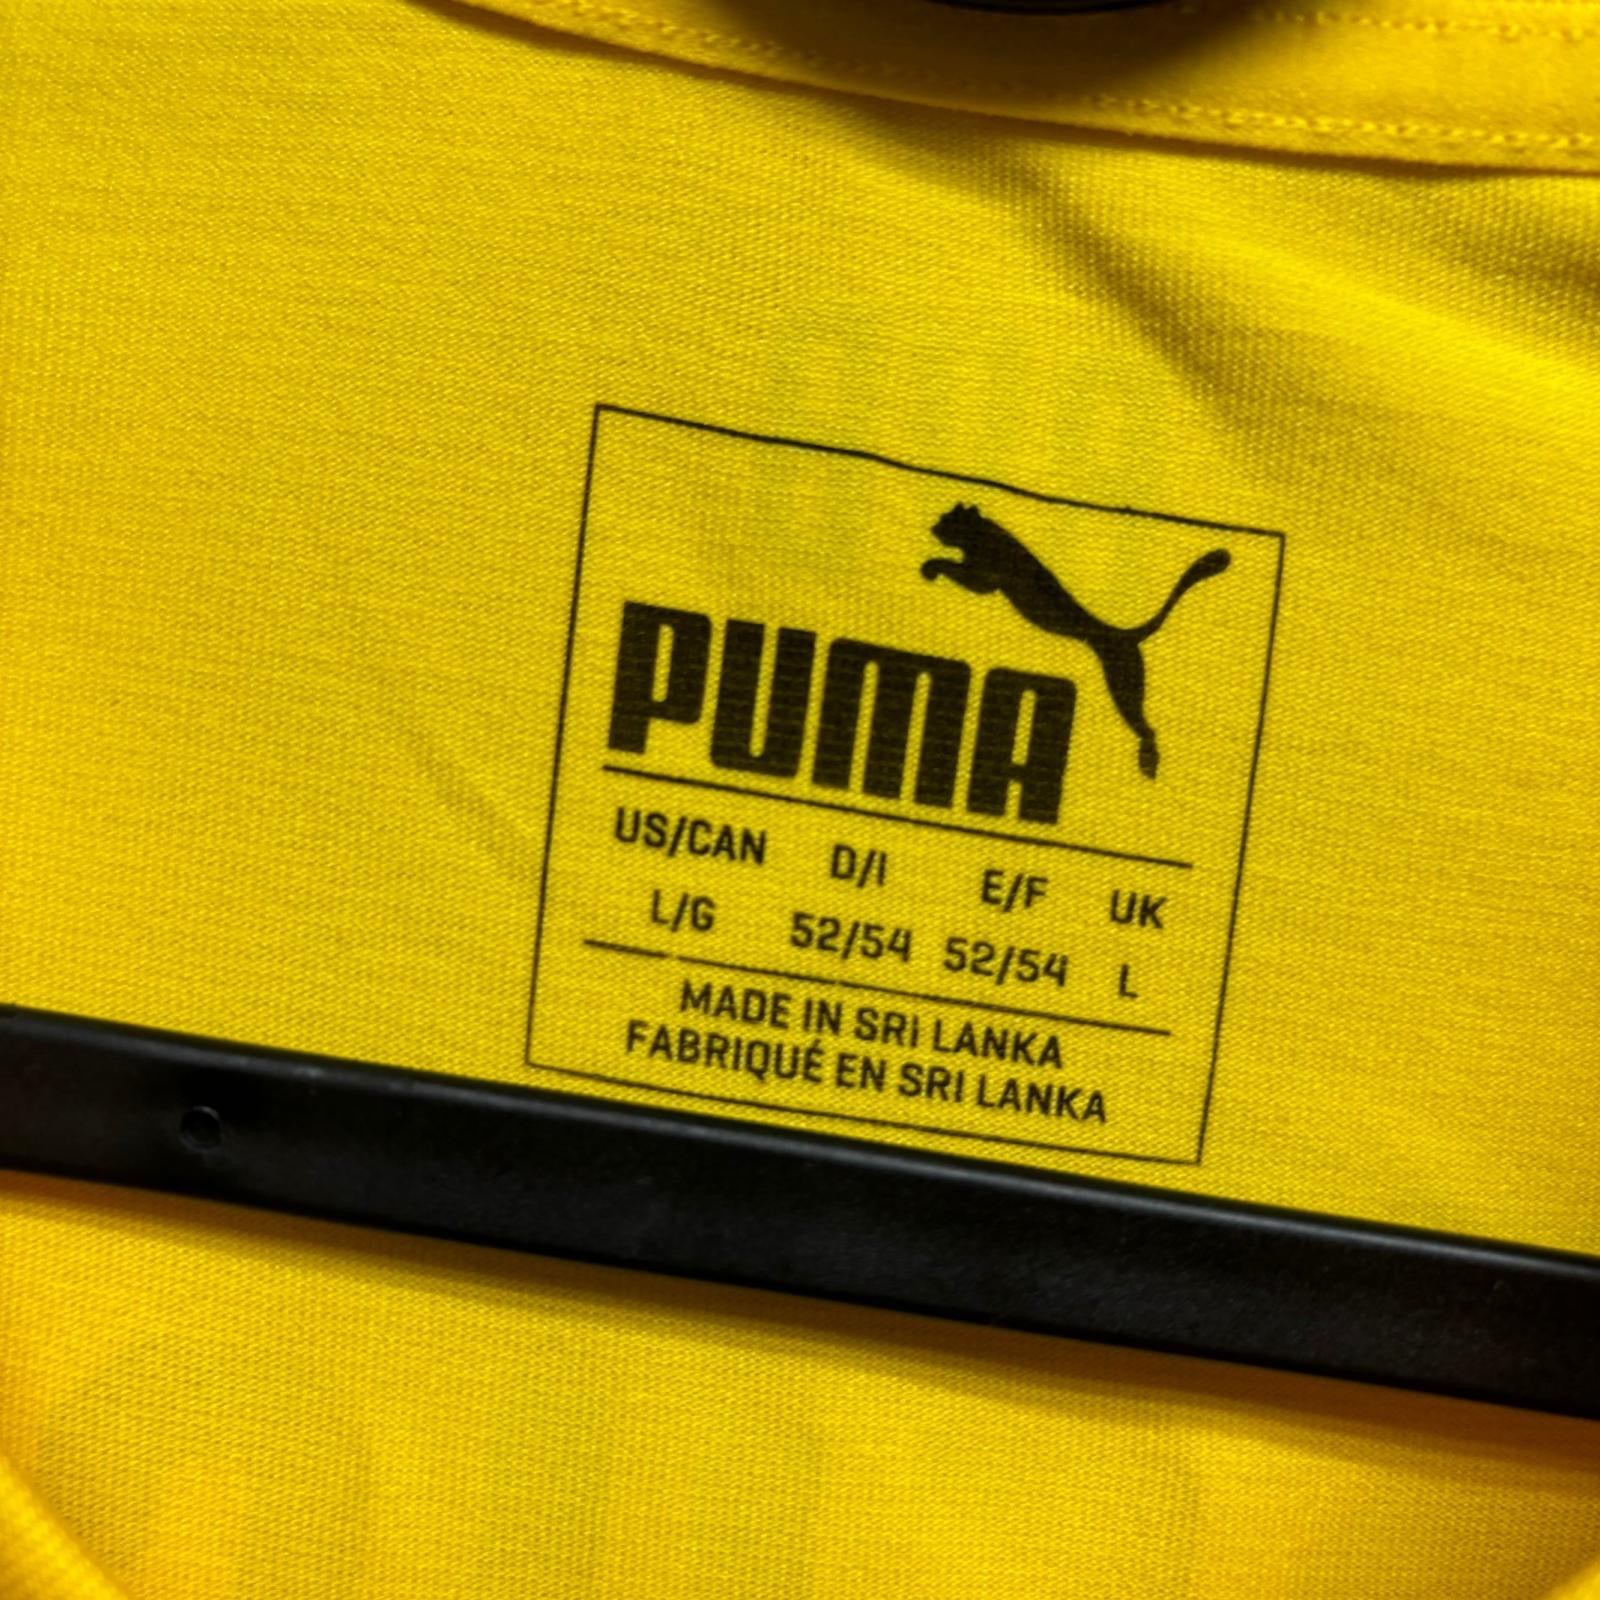 PUMA
US/CAN D/I E/F UK
L/G 52/54 52/54 L
MADE IN SRI LANKA
FABRIQUÉ EN SRI LANKA